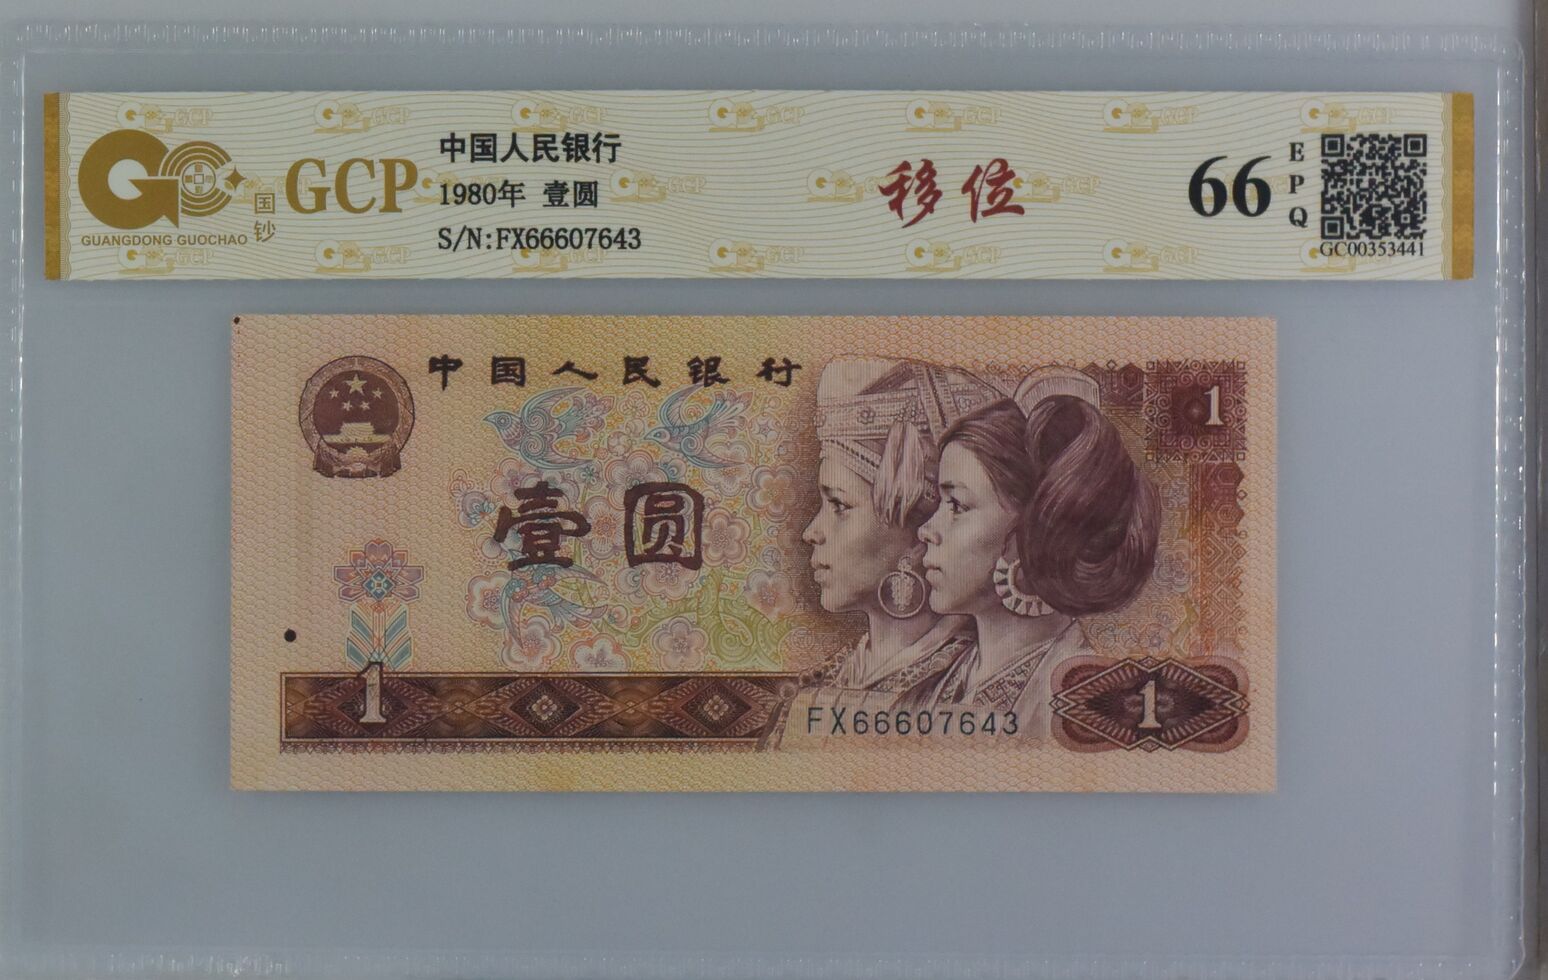 GCP
GUANGDONG GUOCHAO
国钞
中国人民银行
1980年 壹圆
S/N:FX66607643
移位
66
EPQ
GC00353441
中国人民银行
1
壹圆
1
FX66607643
1